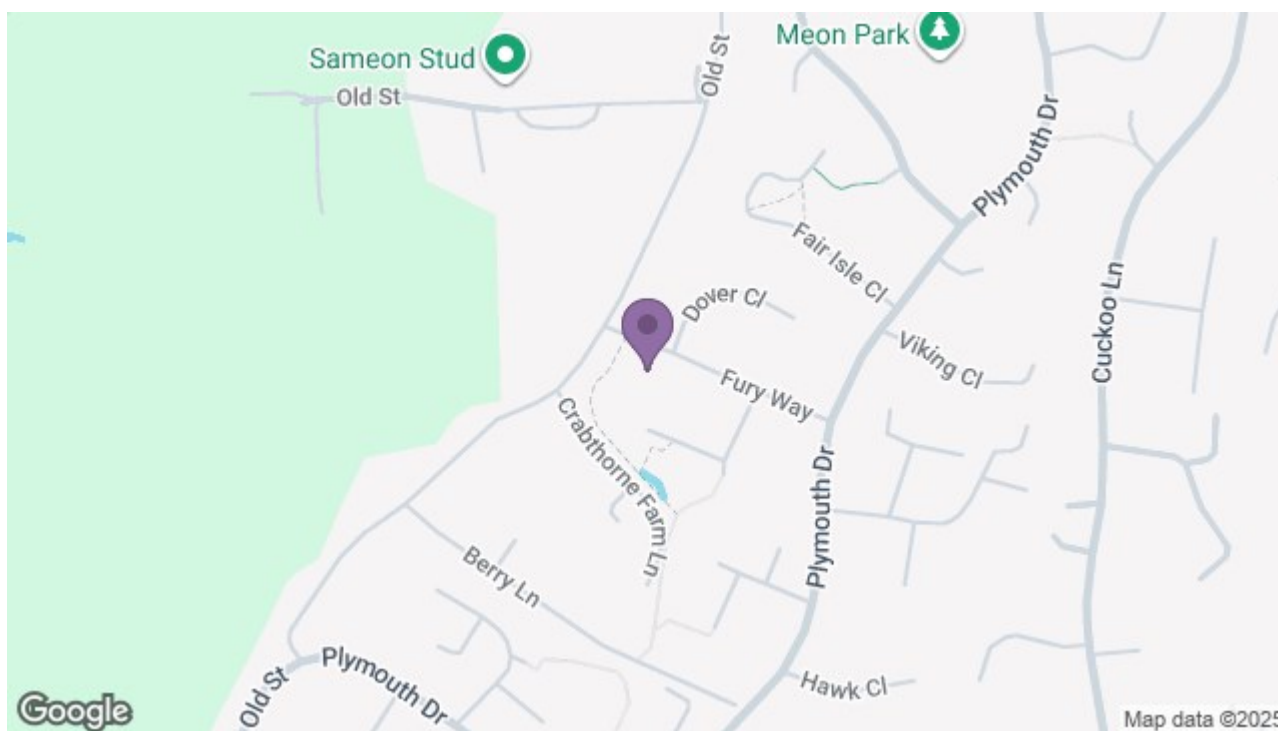 Sameon Stud
Meon Park
Old St
Old St
Plymouth Dr
Fair Isle Cl
Dover Cl
Cuckoo Ln
Viking Cl
Fury Way
Crabthorne Farm Ln
Plymouth Dr
Berry Ln
Plymouth Dr
Old St
Hawk Cl
Google
Map data ©2025